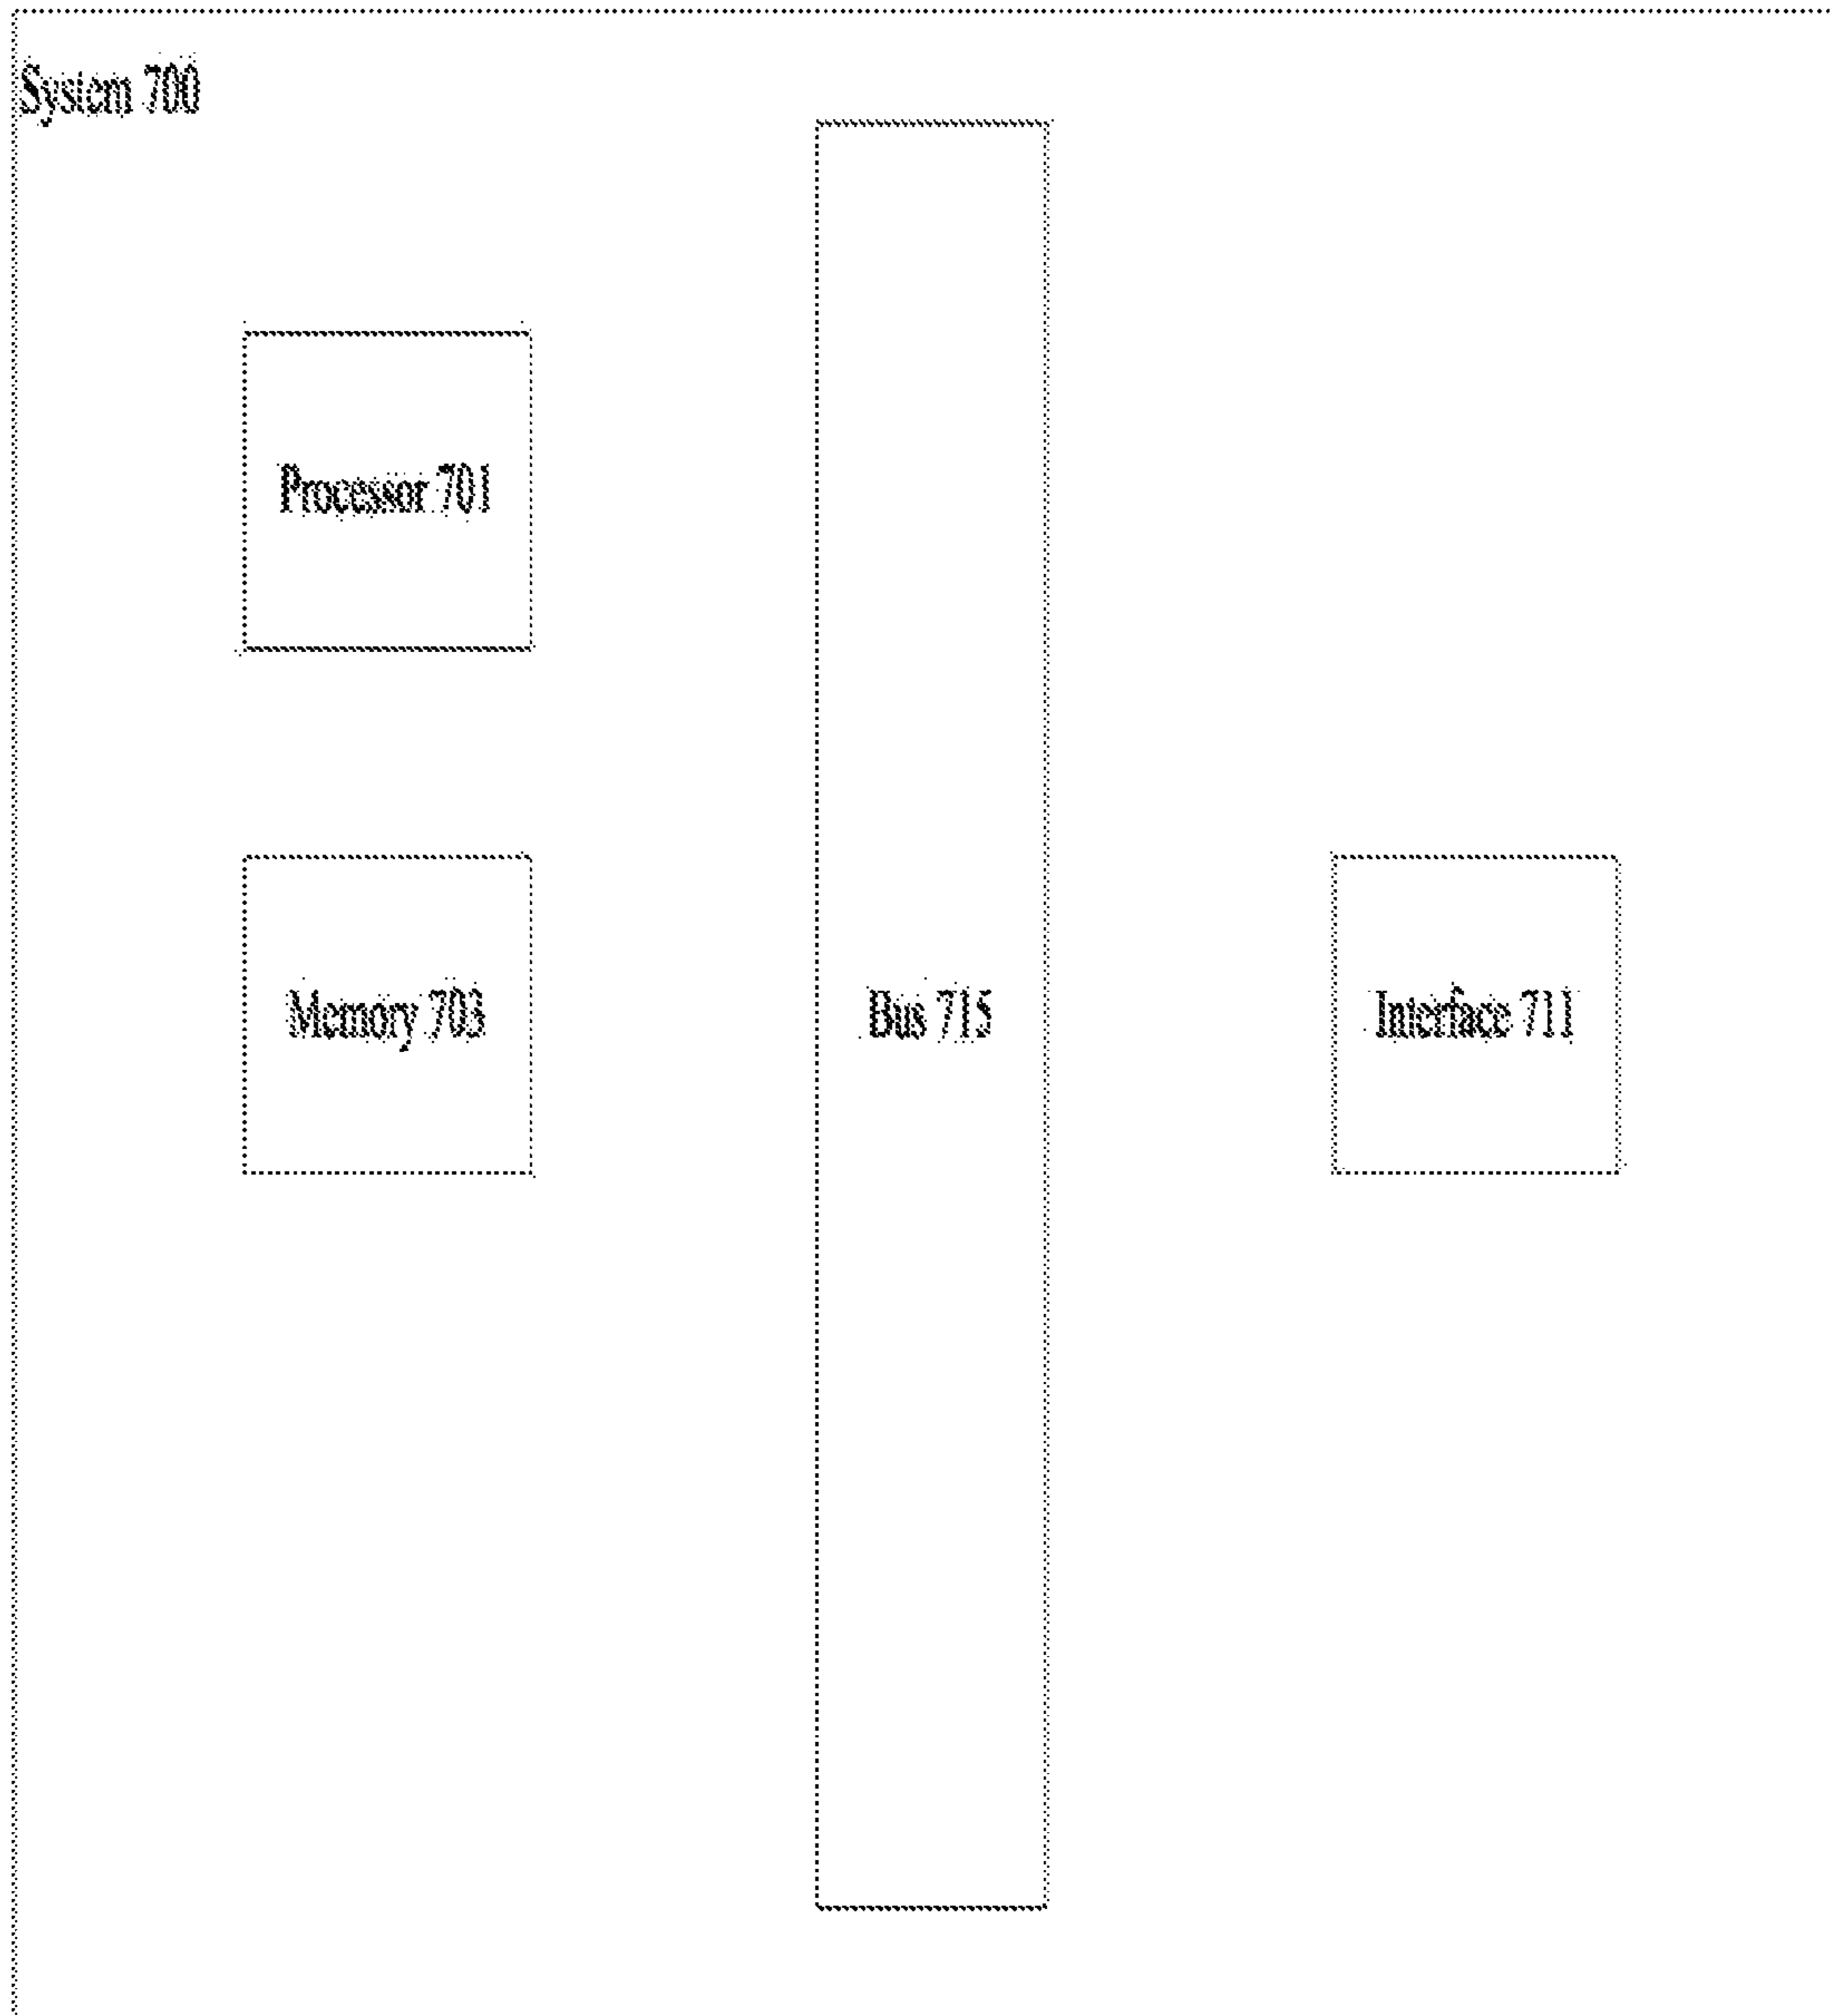 System 700
Processor 701
Memory 703
Bus 715
Interface 711